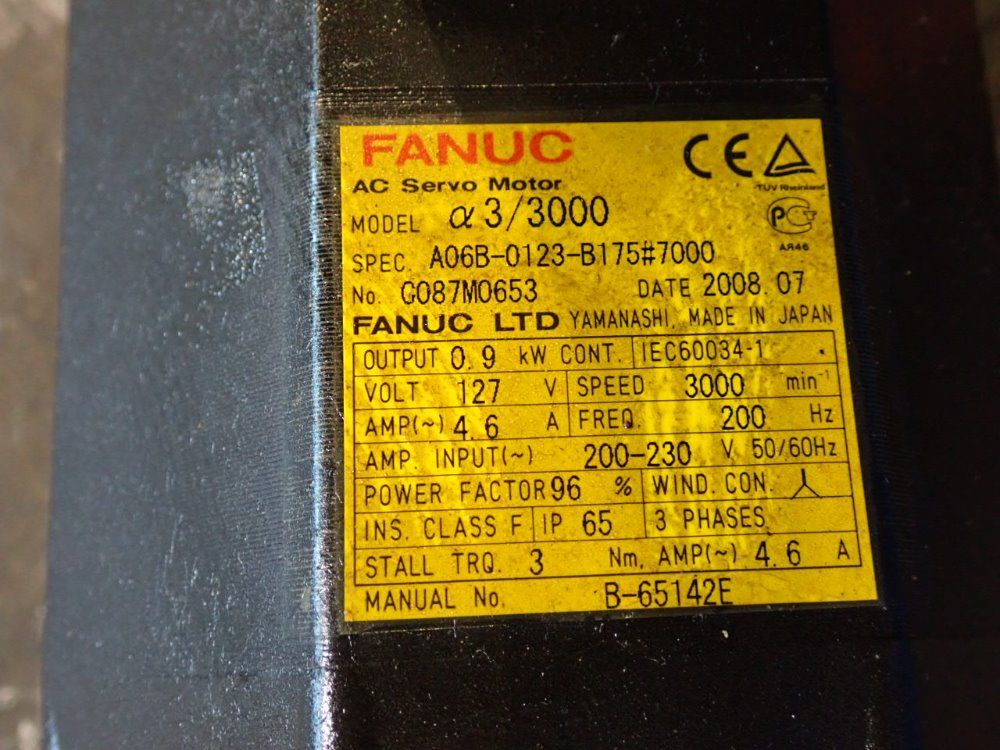 FANUC
CE
TUV Rheinland
AC Servo Motor
MODEL α3/3000
PG
АЯ46
SPEC. A06B-0123-B175#7000
No. C087M0653 DATE 2008.07
FANUC LTD YAMANASHI, MADE IN JAPAN
OUTPUT 0.9 kW CONT. IEC60034-1
VOLT 127 V SPEED 3000 min⁻¹
AMP(~) 4.6 A FREQ. 200 Hz
AMP. INPUT(~) 200-230 V 50/60Hz
POWER FACTOR 96 % WIND. CON.
INS. CLASS F IP 65 3 PHASES
STALL TRQ. 3 Nm, AMP(~) 4.6 A
MANUAL No. B-65142E